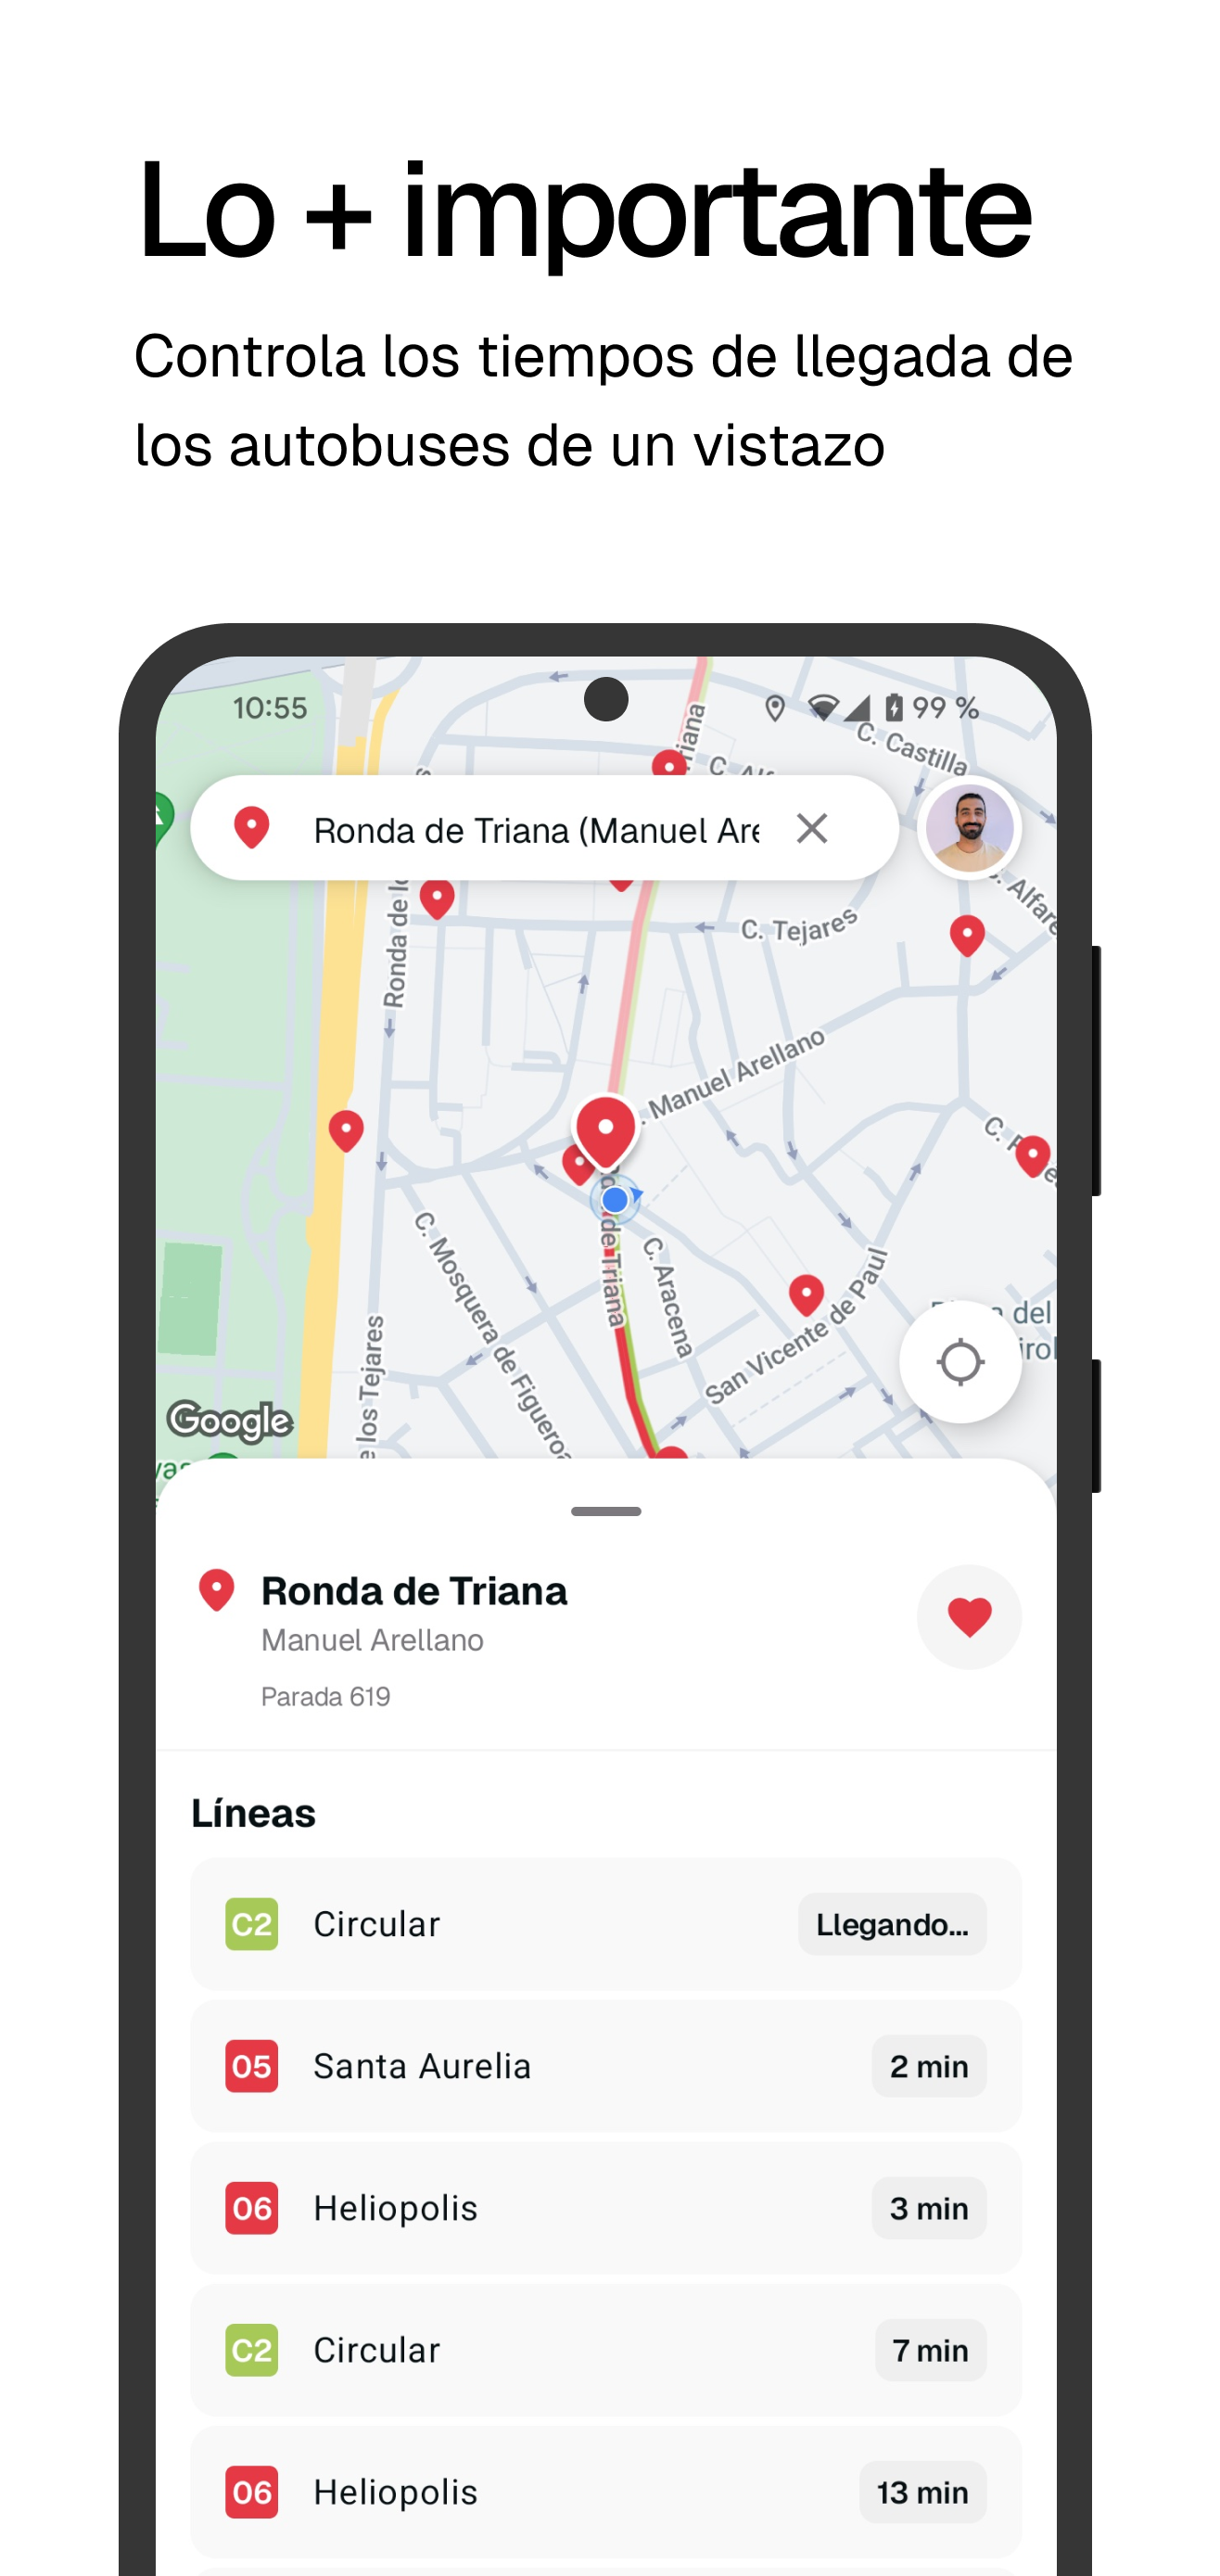 Lo + importante
Controla los tiempos de llegada de
los autobuses de un vistazo
10:55
99 %
C. Castilla
Ronda de Triana (Manuel Are
C. Tejares
Manuel Arellano
de Triana
C. Aracena
C. Mosquera de Figueroa
San Vicente de Paul
los Tejares
del
Google
Ronda de Triana
Manuel Arellano
Parada 619
Líneas
C2 Circular Llegando...
05 Santa Aurelia 2 min
06 Heliopolis 3 min
C2 Circular 7 min
06 Heliopolis 13 min